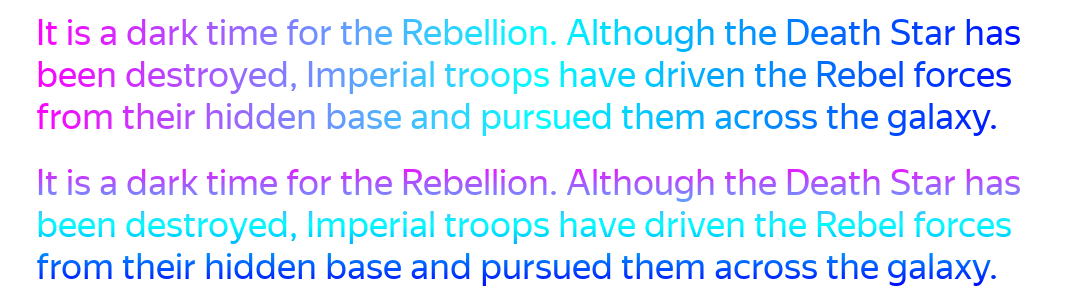 It is a dark time for the Rebellion. Although the Death Star has
been destroyed, Imperial troops have driven the Rebel forces
from their hidden base and pursued them across the galaxy.
It is a dark time for the Rebellion. Although the Death Star has
been destroyed, Imperial troops have driven the Rebel forces
from their hidden base and pursued them across the galaxy.